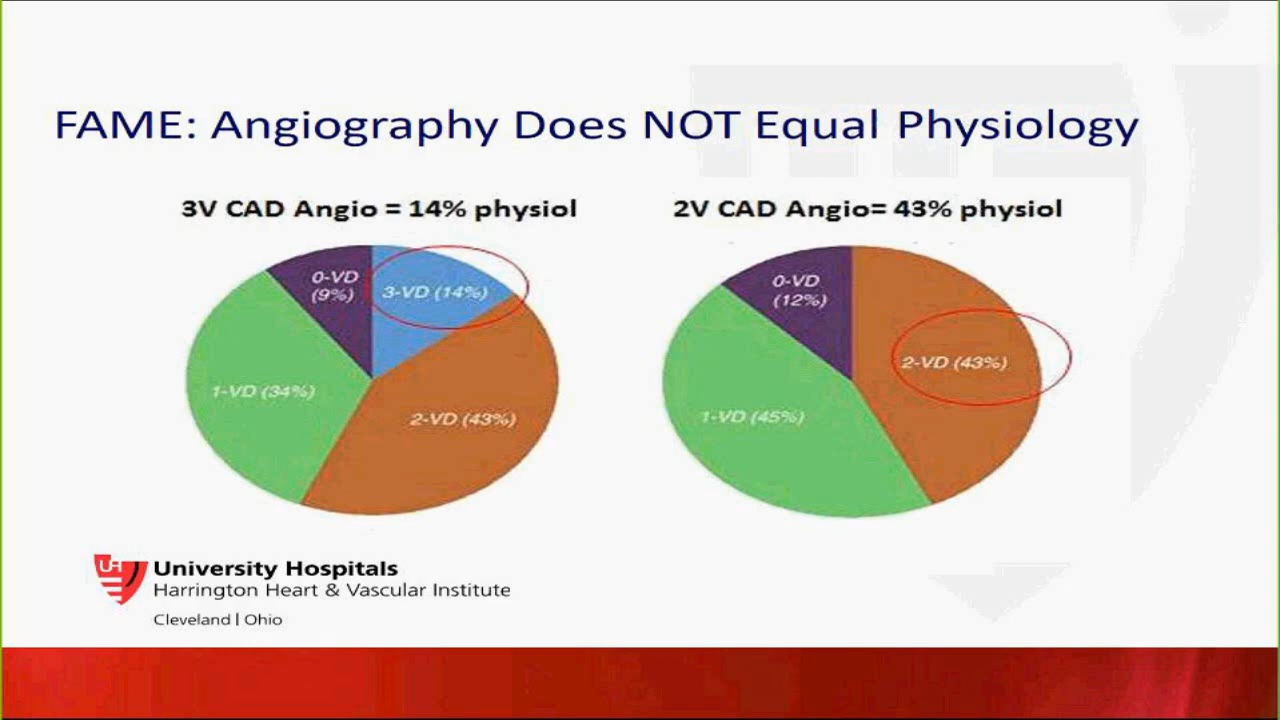 FAME: Angiography Does NOT Equal Physiology
3V CAD Angio = 14% physiol
0-VD
(9%)
3-VD (14%)
1-VD (34%)
2-VD (43%)
2V CAD Angio= 43% physiol
0-VD
(12%)
2-VD (43%)
1-VD (45%)
UH
University Hospitals
Harrington Heart & Vascular Institute
Cleveland | Ohio